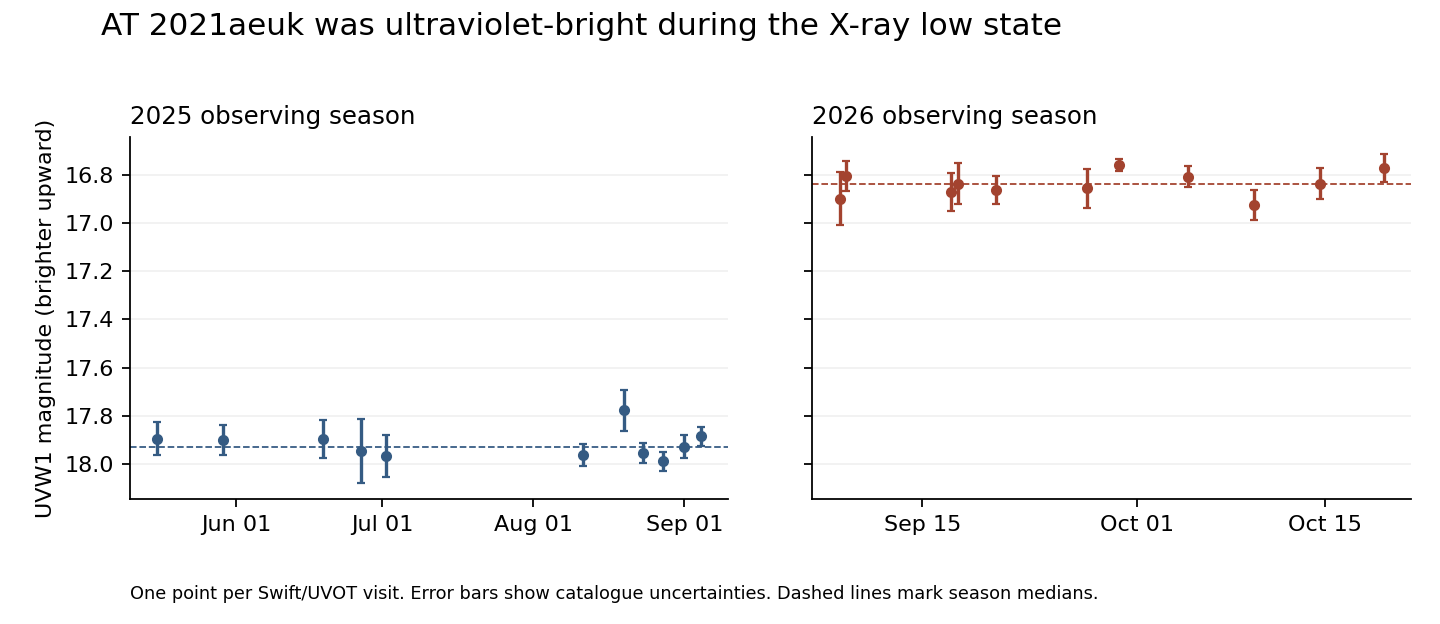 AT 2021aeuk was ultraviolet-bright during the X-ray low state
2025 observing season
2026 observing season
UVW1 magnitude (brighter upward)
16.8
17.0
17.2
17.4
17.6
17.8
18.0
Jun 01
Jul 01
Aug 01
Sep 01
Sep 15
Oct 01
Oct 15
One point per Swift/UVOT visit. Error bars show catalogue uncertainties. Dashed lines mark season medians.